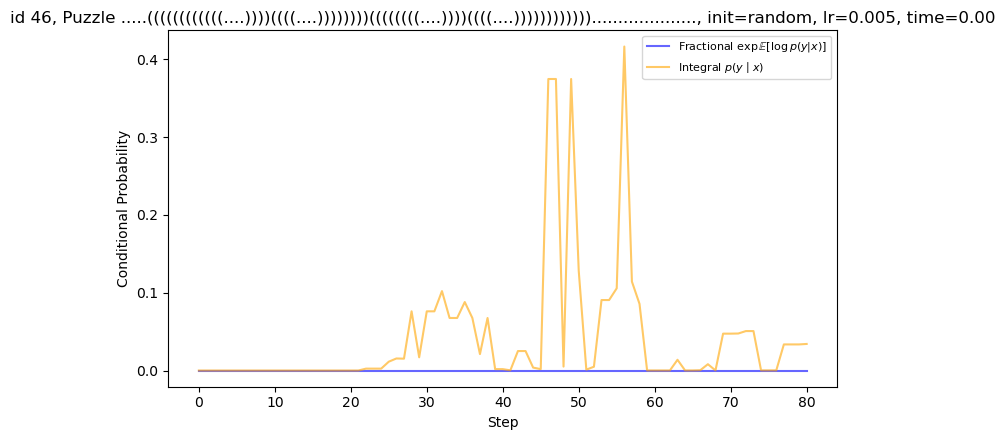 id 46, Puzzle .....((((((((((((....))))((((....))))))))((((((((....))))((((....))))))))))))...................., init=random, lr=0.005, time=0.00
Fractional exp𝔼[log p(y|x)]
Integral p(y | x)
Conditional Probability
0.4
0.3
0.2
0.1
0.0
0 10 20 30 40 50 60 70 80
Step